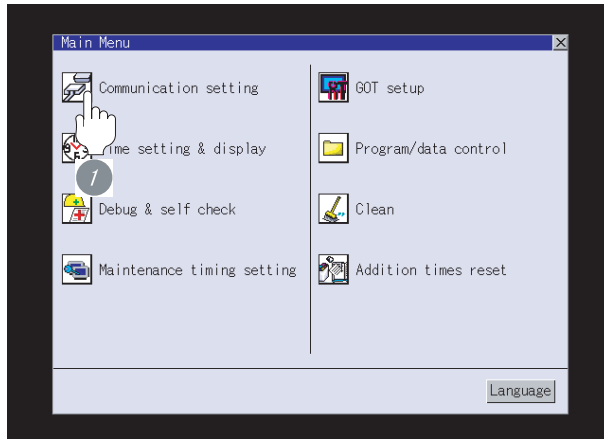 Main Menu
Communication setting
GOT setup
ime setting & display
Program/data control
1
Debug & self check
Clean
Maintenance timing setting
Addition times reset
Language